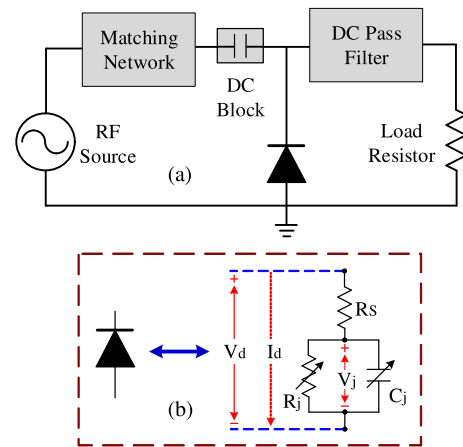 Matching
Network
DC
Block
DC Pass
Filter
RF
Source
Load
Resistor
(a)
+
Vd
-
Id
Rs
+
Vj
-
Rj
Cj
(b)